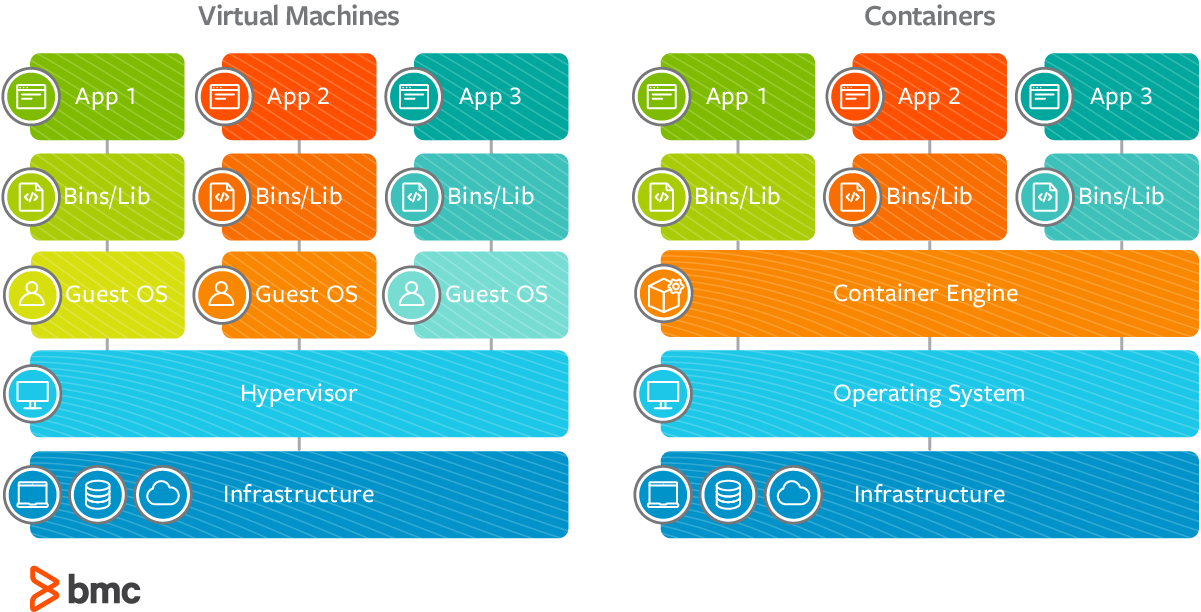 Virtual Machines
App 1
App 2
App 3
Bins/Lib
Bins/Lib
Bins/Lib
Guest OS
Guest OS
Guest OS
Hypervisor
Infrastructure
Containers
App 1
App 2
App 3
Bins/Lib
Bins/Lib
Bins/Lib
Container Engine
Operating System
Infrastructure
bmc